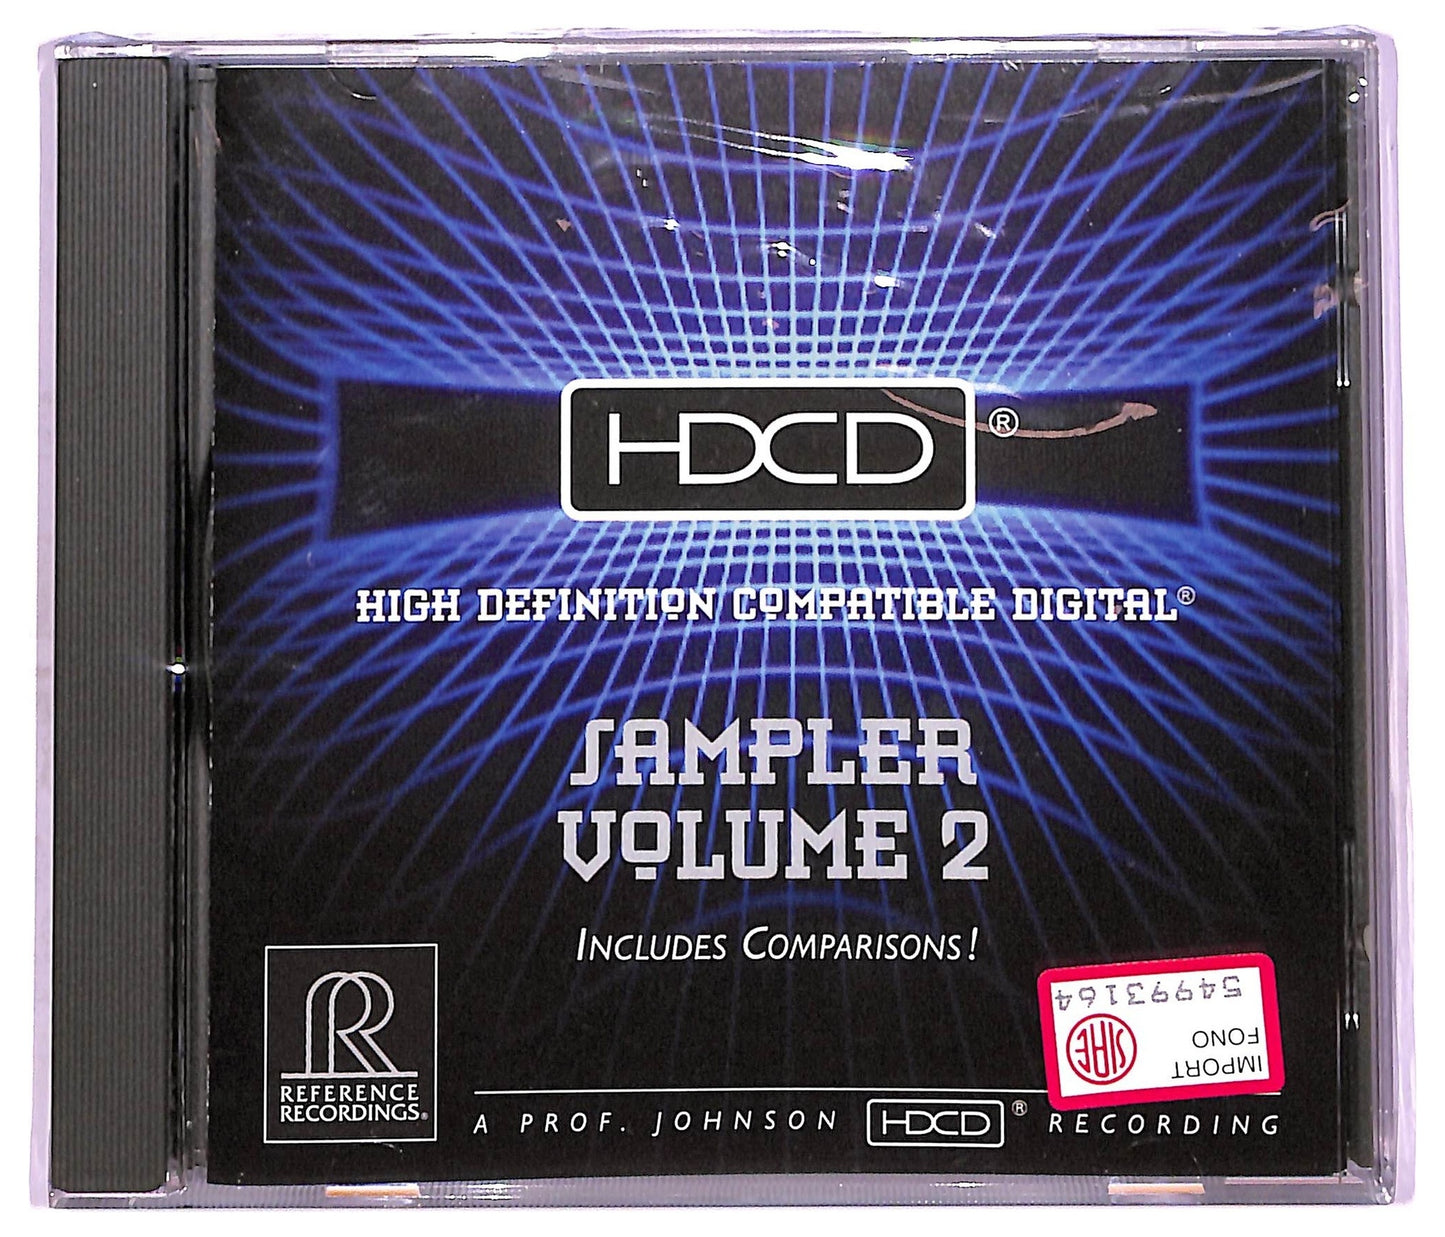 HDCD®
HIGH DEFINITION COMPATIBLE DIGITAL®
SAMPLER
VOLUME 2
INCLUDES COMPARISONS!
R
REFERENCE
RECORDINGS®
A PROF. JOHNSON HDCD® RECORDING
IMPORT
FONO
SIAE
54993164